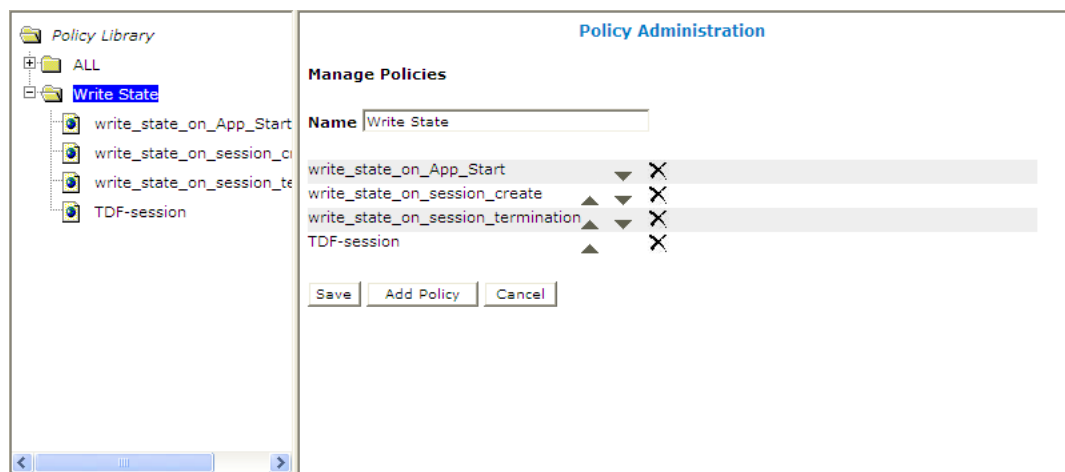 Policy Library
ALL
Write State
write_state_on_App_Start
write_state_on_session_c
write_state_on_session_te
TDF-session
Policy Administration
Manage Policies
Name Write State
write_state_on_App_Start
write_state_on_session_create
write_state_on_session_termination
TDF-session
Save Add Policy Cancel